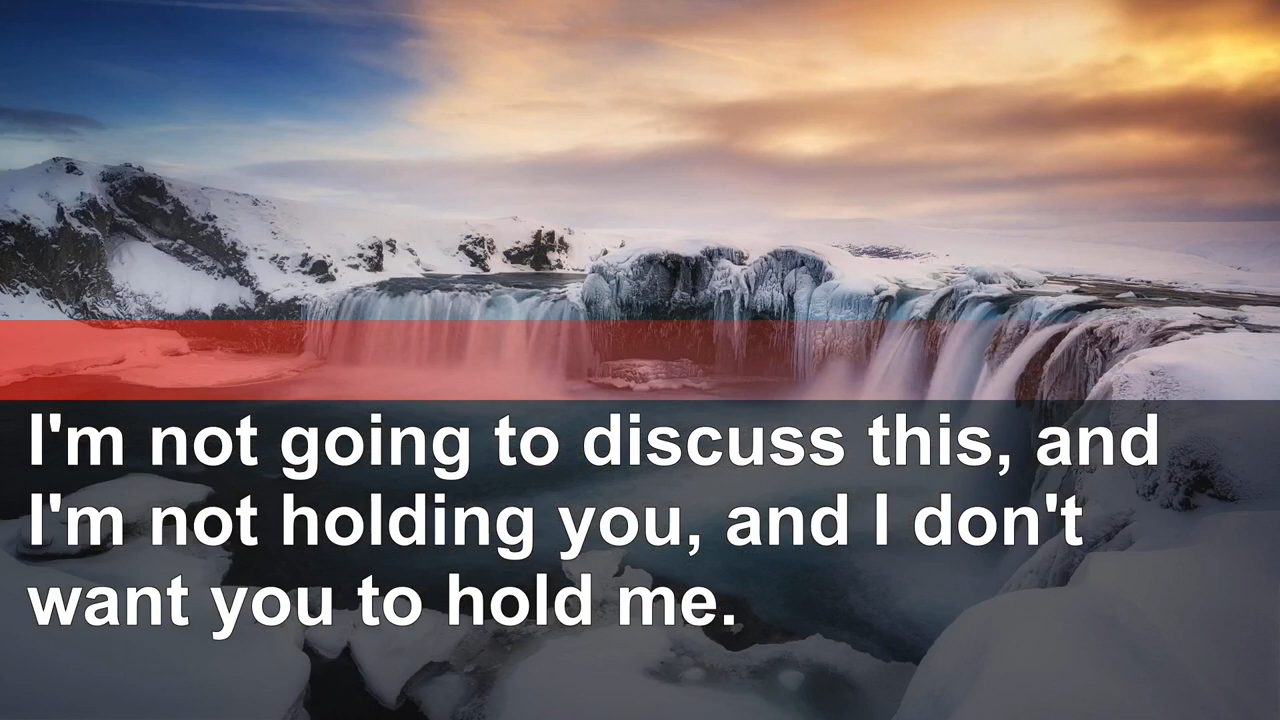 I'm not going to discuss this, and
I'm not holding you, and I don't
want you to hold me.